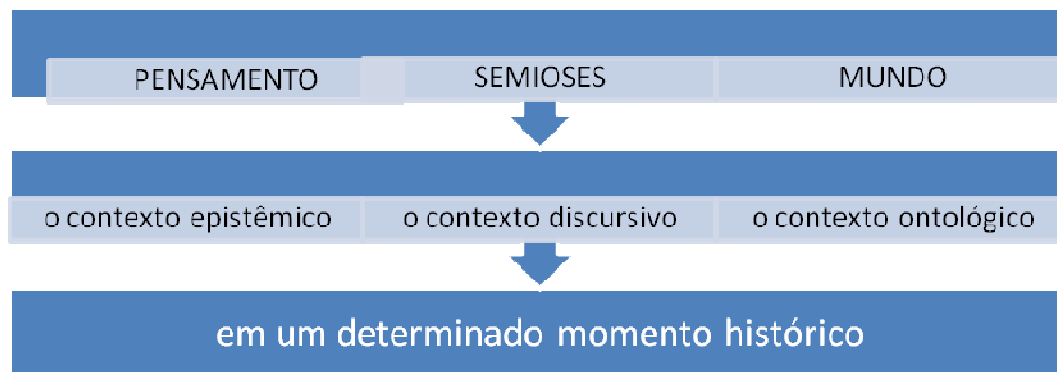 PENSAMENTO SEMIOSES MUNDO
o contexto epistêmico o contexto discursivo o contexto ontológico
em um determinado momento histórico